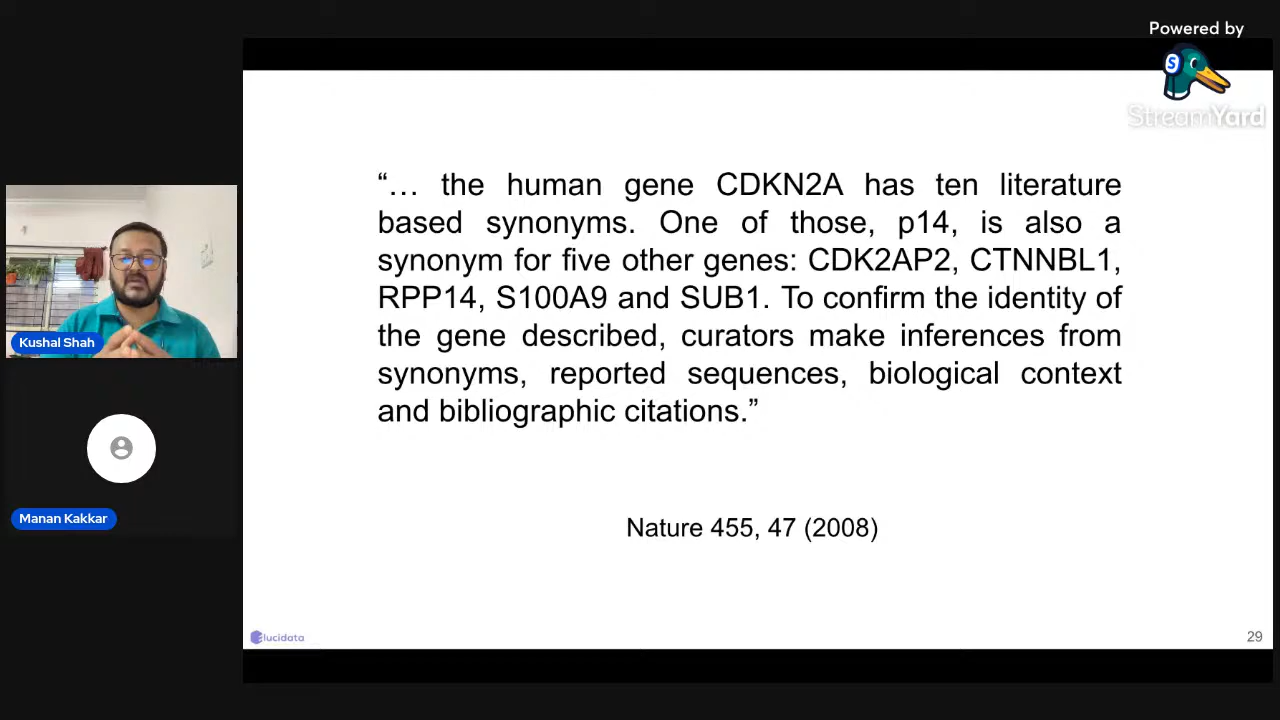 Powered by
S
StreamYard
“… the human gene CDKN2A has ten literature
based synonyms. One of those, p14, is also a
synonym for five other genes: CDK2AP2, CTNNBL1,
RPP14, S100A9 and SUB1. To confirm the identity of
the gene described, curators make inferences from
synonyms, reported sequences, biological context
and bibliographic citations.”
Kushal Shah
Manan Kakkar
Nature 455, 47 (2008)
Elucidata
29